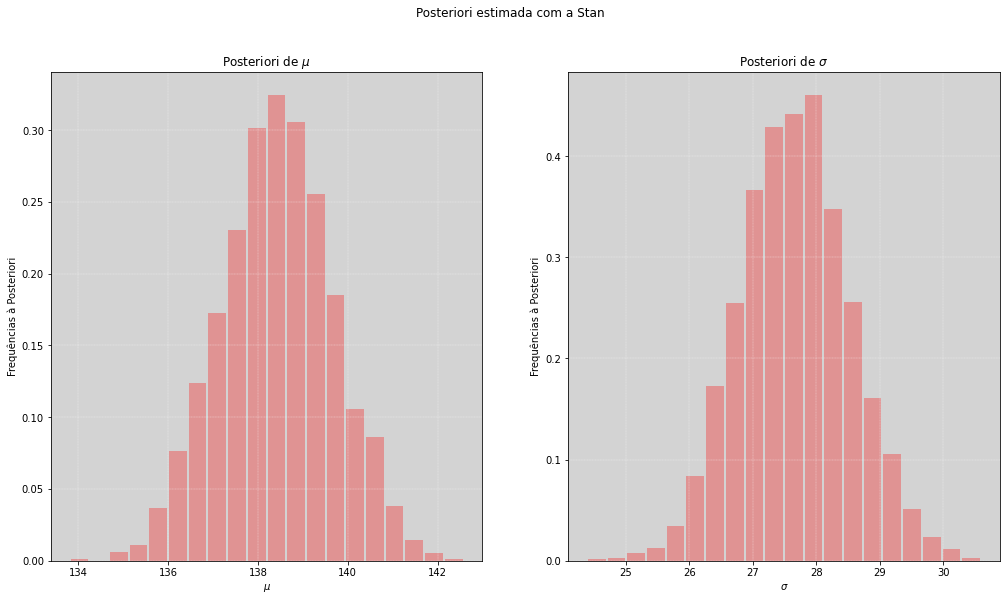 Posteriori estimada com a Stan
Posteriori de μ
Frequências à Posteriori
0.30
0.25
0.20
0.15
0.10
0.05
0.00
134 136 138 140 142
μ
Posteriori de σ
Frequências à Posteriori
0.4
0.3
0.2
0.1
0.0
25 26 27 28 29 30
σ